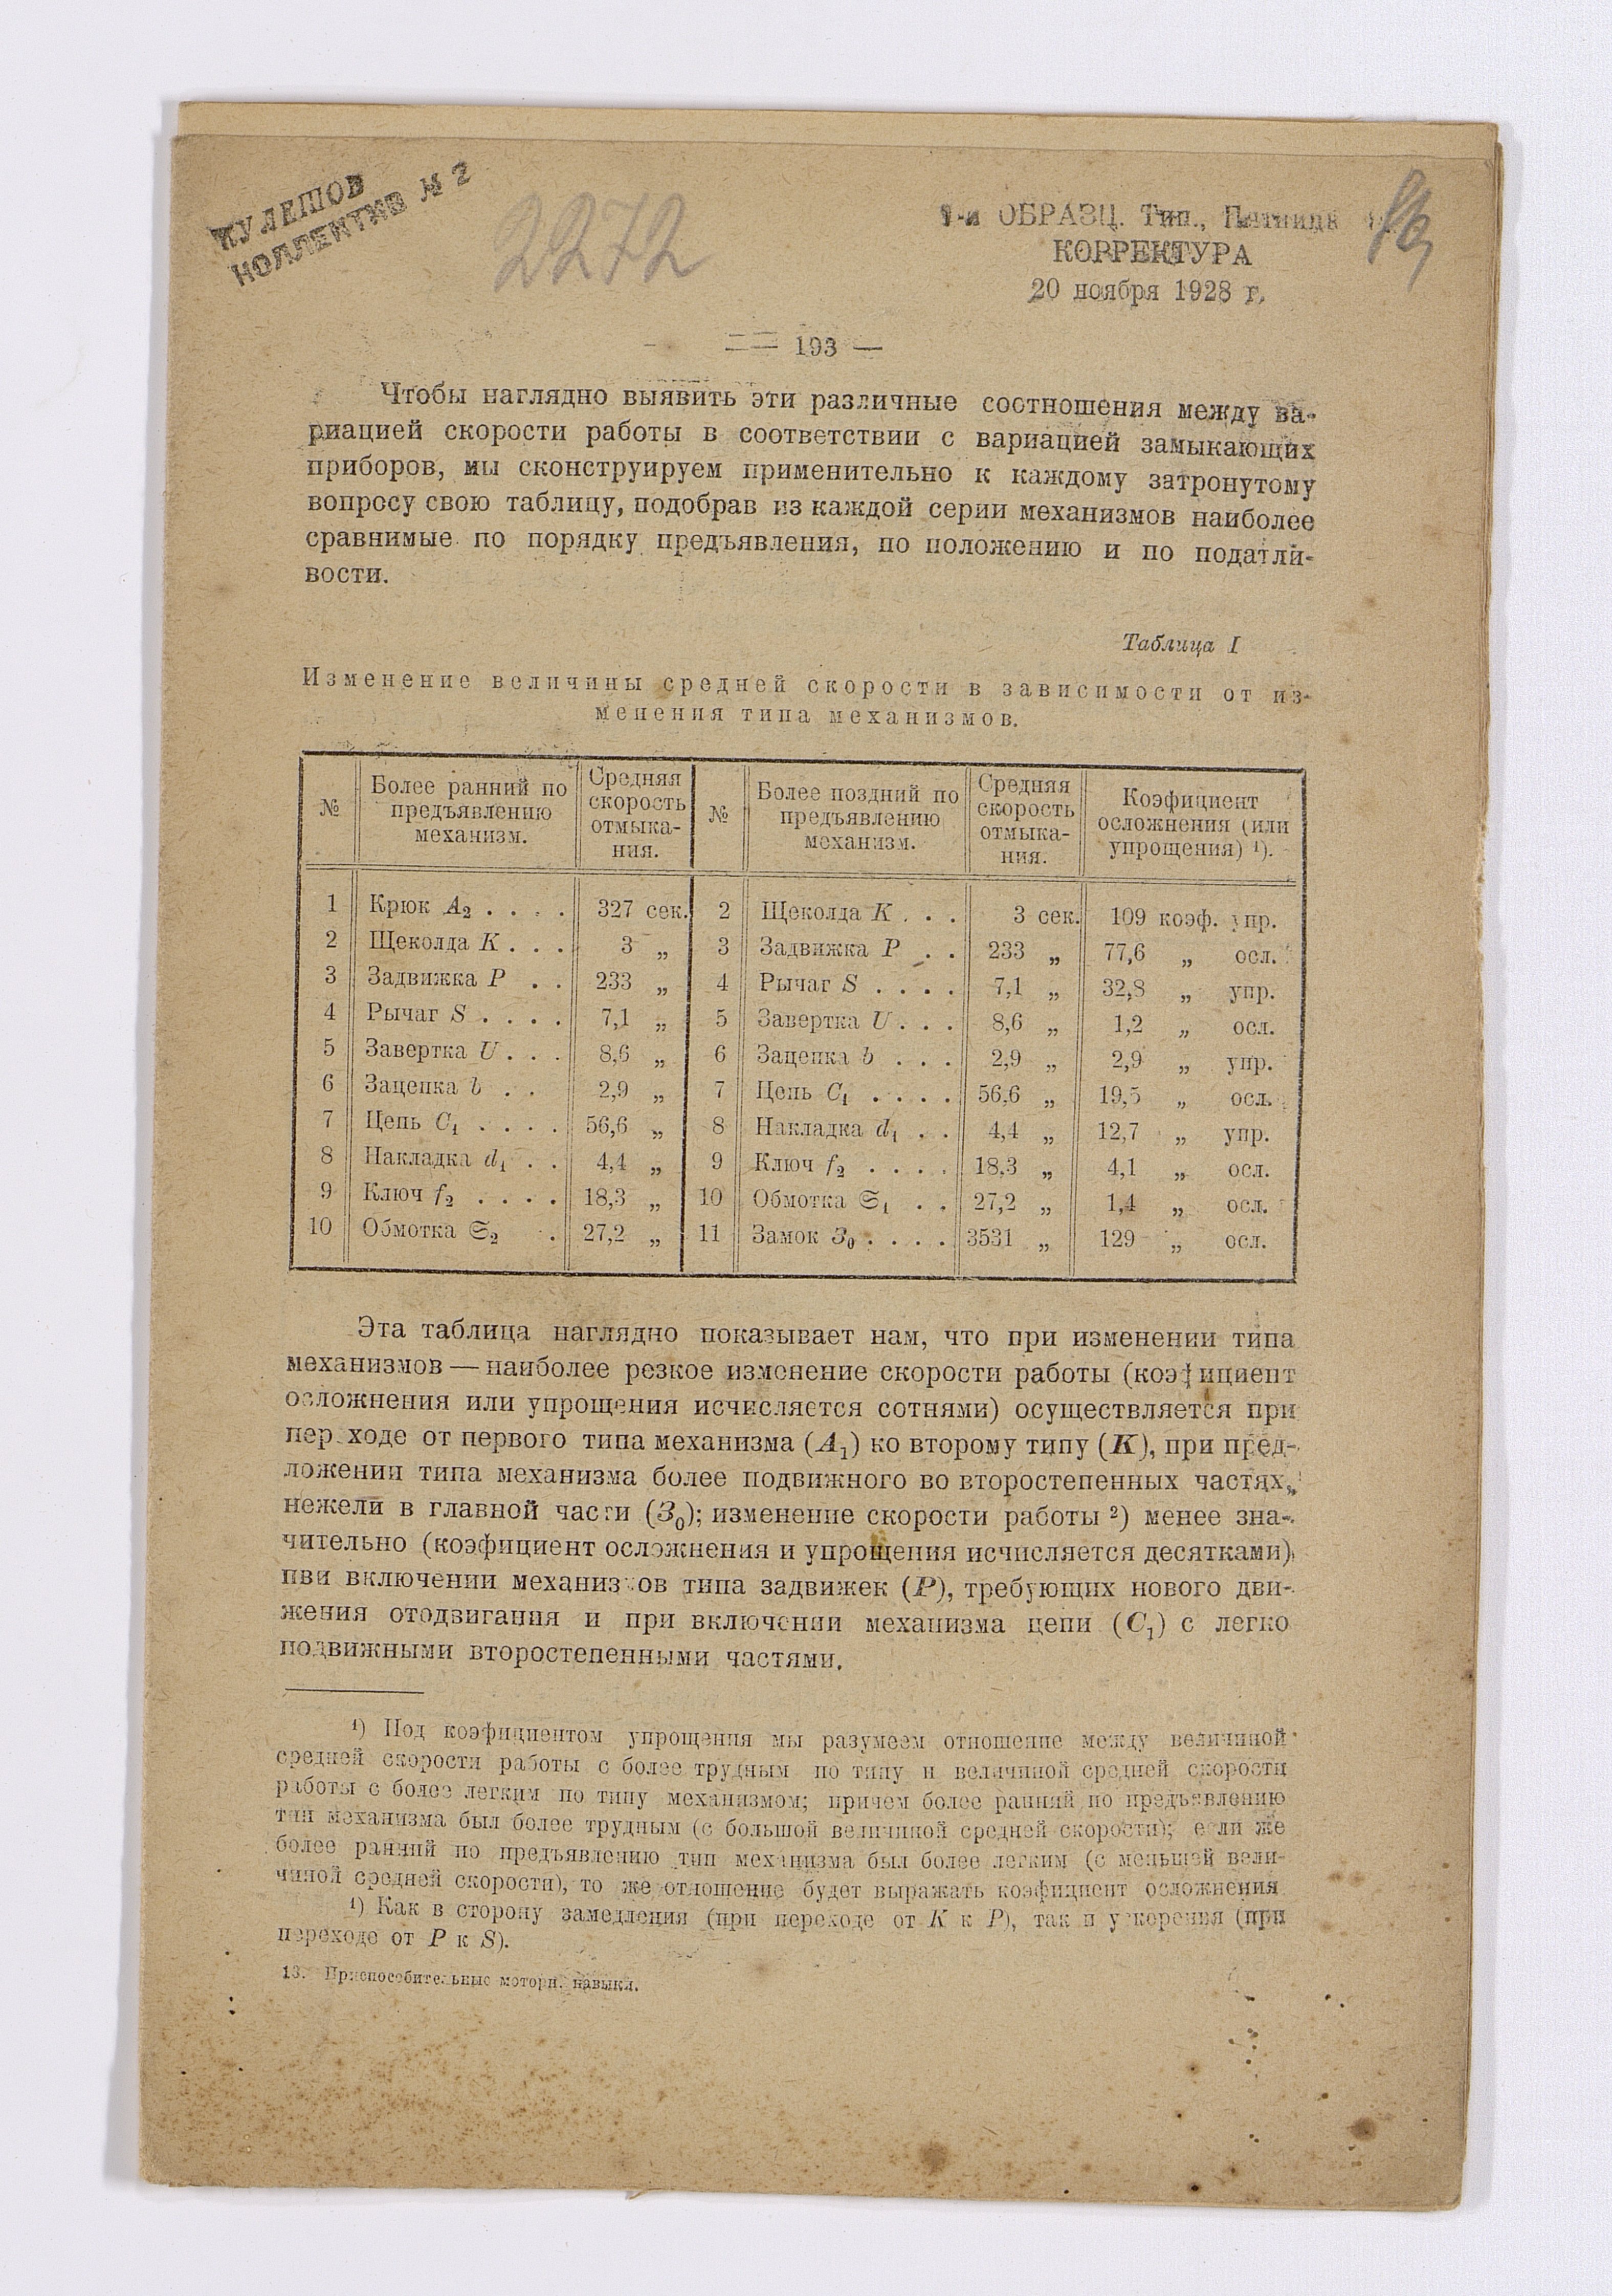 КУЛЕШОВ
КОЛЛЕКТИВ № 2
2272
1-я ОБРАЗЦ. Тип., Пятницк
КОРРЕКТУРА
20 ноября 1928 г.
— 193 —
Чтобы наглядно выявить эти различные соотношения между ва-
риацией скорости работы в соответствии с вариацией замыкающих
приборов, мы сконструируем применительно к каждому затронутому
вопросу свою таблицу, подобрав из каждой серии механизмов наиболее
сравнимые по порядку предъявления, по положению и по податли-
вости.
Таблица I
Изменение величины средней скорости в зависимости от из-
менения типа механизмов.
№ Более ранний по предъявлению механизм. Средняя скорость отмыка-ния. № Более поздний по предъявлению механизм. Средняя скорость отмыка-ния. Коэфициент осложнения (или упрощения) ¹).
1 Крюк A₂ . . . . 327 сек. 2 Щеколда K . . . 3 сек. 109 коэф. упр.
2 Щеколда K . . . 3 „ 3 Задвижка P . . 233 „ 77,6 „ осл.
3 Задвижка P . . 233 „ 4 Рычаг S . . . . 7,1 „ 32,8 „ упр.
4 Рычаг S . . . . 7,1 „ 5 Завертка U . . . 8,6 „ 1,2 „ осл.
5 Завертка U . . . 8,6 „ 6 Зацепка b . . . 2,9 „ 2,9 „ упр.
6 Зацепка b . . 2,9 „ 7 Цепь C₁ . . . . 56,6 „ 19,5 „ осл.
7 Цепь C₁ . . . . 56,6 „ 8 Накладка d₁ . . 4,4 „ 12,7 „ упр.
8 Накладка d₁ . . 4,4 „ 9 Ключ f₂ . . . . 18,3 „ 4,1 „ осл.
9 Ключ f₂ . . . . 18,3 „ 10 Обмотка S₁ . . 27,2 „ 1,4 „ осл.
10 Обмотка S₂ . 27,2 „ 11 Замок З₀ . . . . 3531 „ 129 „ осл.
Эта таблица наглядно показывает нам, что при изменении типа
механизмов — наиболее резкое изменение скорости работы (коэфициент
осложнения или упрощения исчисляется сотнями) осуществляется при
переходе от первого типа механизма (A₁) ко второму типу (K), при пред-
ложении типа механизма более подвижного во второстепенных частях,
нежели в главной части (З₀); изменение скорости работы ²) менее зна-
чительно (коэфициент осложнения и упрощения исчисляется десятками)
пви включении механизмов типа задвижек (P), требующих нового дви-
жения отодзигания и при включении механизма цепи (C₁) с легко
подвижными второстепенными частями.
¹) Под коэфициентом упрощения мы разумеем отношение между величиной
средней скорости работы с более трудным по типу и величиной средней скорости
работы с более легким по типу механизмом; причем более ранний по предъявлению
тип механизма был более трудным (с большой величиной средней скорости); если же
более ранний по предъявлению тип механизма был более легким (с меньшей вели-
чиной средней скорости), то же отношение будет выражать коэфициент осложнения
¹) Как в сторону замедления (при переходе от K к P), так и ускорения (при
переходе от P к S).
13. Приспособительные моторн. навыки.